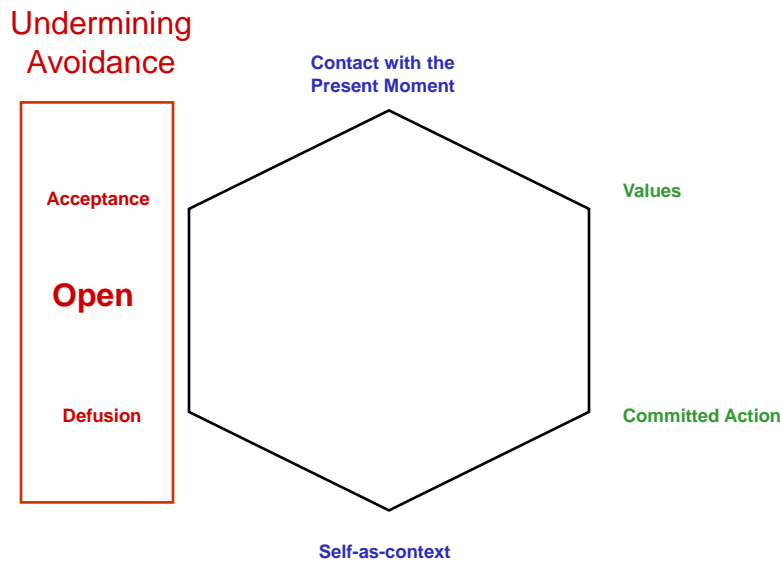 Undermining
Avoidance
Contact with the
Present Moment
Acceptance
Values
Open
Defusion
Committed Action
Self-as-context